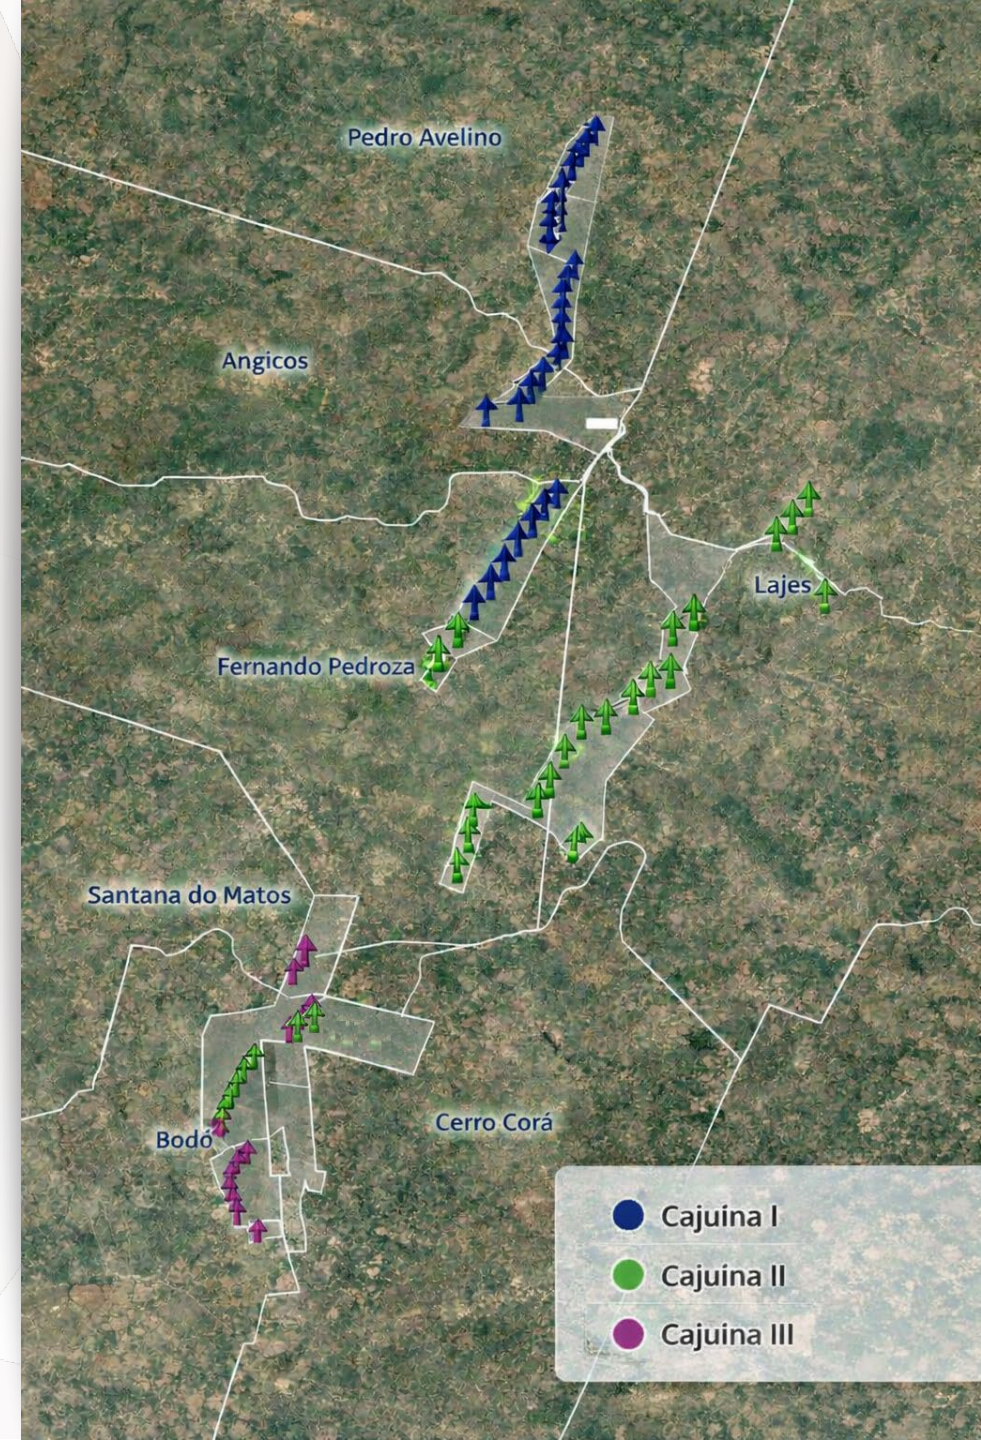 Pedro Avelino
Angicos
Lajes
Fernando Pedroza
Santana do Matos
Cerro Corá
Bodó
Cajuína I
Cajuína II
Cajuína III